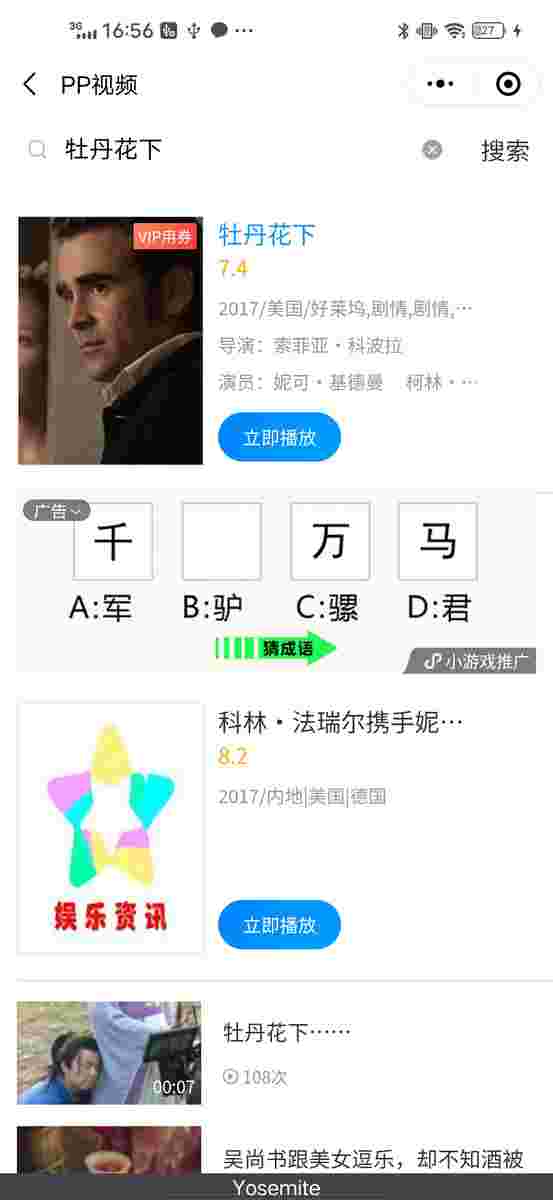 3G 16:56 27
PP视频
牡丹花下 搜索
VIP用券
牡丹花下
7.4
2017/美国/好莱坞,剧情,剧情,…
导演：索菲亚·科波拉
演员：妮可·基德曼 柯林·…
立即播放
广告
千 万 马
A:军 B:驴 C:骡 D:君
猜成语
小游戏推广
科林·法瑞尔携手妮…
8.2
2017/内地|美国|德国
娱乐资讯
立即播放
牡丹花下……
00:07
108次
吴尚书跟美女逗乐，却不知酒被
Yosemite